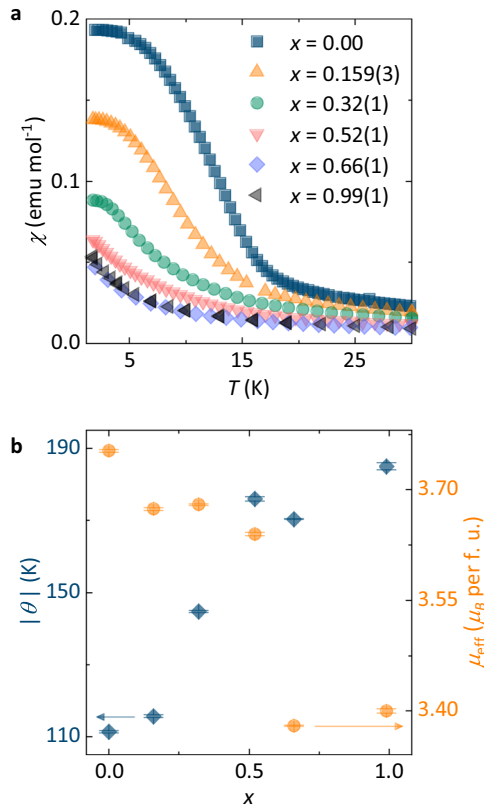 a
0.2
0.1
0.0
χ (emu mol⁻¹)
x = 0.00
x = 0.159(3)
x = 0.32(1)
x = 0.52(1)
x = 0.66(1)
x = 0.99(1)
5 15 25
T (K)
b
190
150
110
|θ| (K)
3.70
3.55
3.40
μeff (μB per f. u.)
0.0 0.5 1.0
x